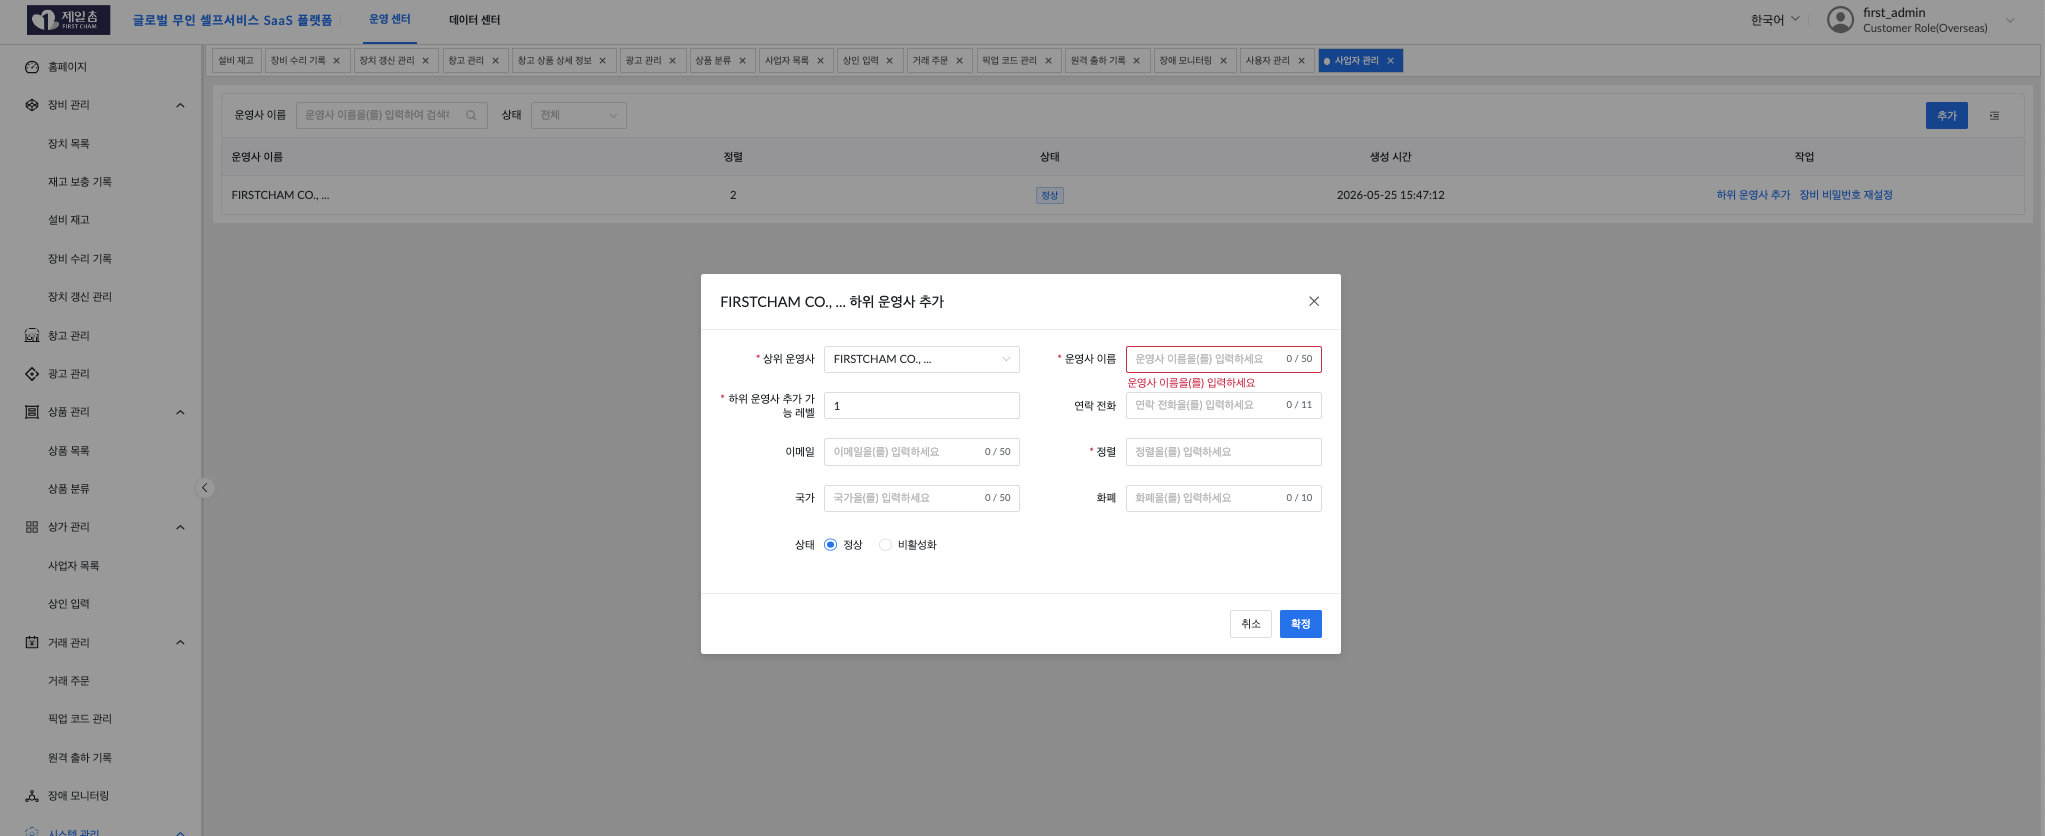 제일참
FIRST CHAM
글로벌 무인 셀프서비스 SaaS 플랫폼
운영 센터
데이터 센터
한국어
first_admin
Customer Role(Overseas)
홈페이지
장비 관리
장치 목록
재고 보충 기록
설비 재고
장비 수리 기록
장치 갱신 관리
창고 관리
광고 관리
상품 관리
상품 목록
상품 분류
상가 관리
사업자 목록
상인 입력
거래 관리
거래 주문
픽업 코드 관리
원격 출하 기록
장애 모니터링
시스템 관리
설비 재고
장비 수리 기록
장치 갱신 관리
창고 관리
창고 상품 상세 정보
광고 관리
상품 분류
사업자 목록
상인 입력
거래 주문
픽업 코드 관리
원격 출하 기록
장애 모니터링
사용자 관리
사업자 관리
운영사 이름
운영사 이름을(를) 입력하여 검색하
상태
전체
추가
운영사 이름 정렬 상태 생성 시간 작업
FIRSTCHAM CO., ... 2 정상 2026-05-25 15:47:12 하위 운영사 추가 장비 비밀번호 재설정
FIRSTCHAM CO., ... 하위 운영사 추가
* 상위 운영사 FIRSTCHAM CO., ...
* 운영사 이름 운영사 이름을(를) 입력하세요 0 / 50
운영사 이름을(를) 입력하세요
* 하위 운영사 추가 가
능 레벨
1
연락 전화 연락 전화을(를) 입력하세요 0 / 11
이메일 이메일을(를) 입력하세요 0 / 50
* 정렬 정렬을(를) 입력하세요
국가 국가을(를) 입력하세요 0 / 50
화폐 화폐을(를) 입력하세요 0 / 10
상태 정상 비활성화
취소
확정